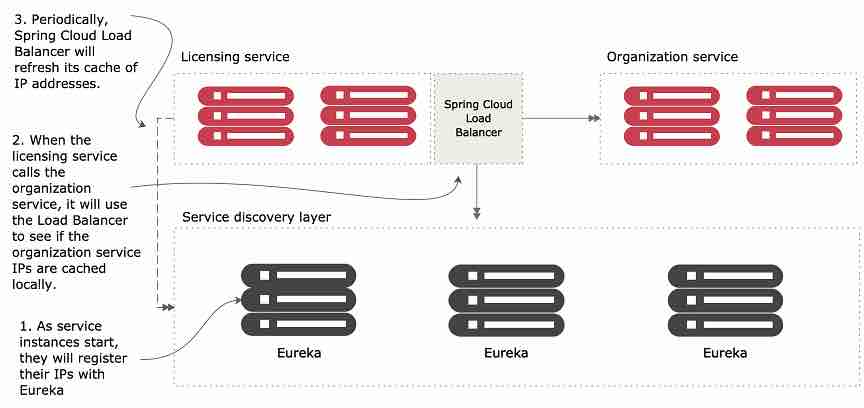 3. Periodically,
Spring Cloud Load
Balancer will
refresh its cache of
IP addresses.
Licensing service
Organization service
Spring Cloud
Load
Balancer
2. When the
licensing service
calls the
organization
service, it will use
the Load Balancer
to see if the
organization service
IPs are cached
locally.
Service discovery layer
1. As service
instances start,
they will register
their IPs with
Eureka
Eureka
Eureka
Eureka